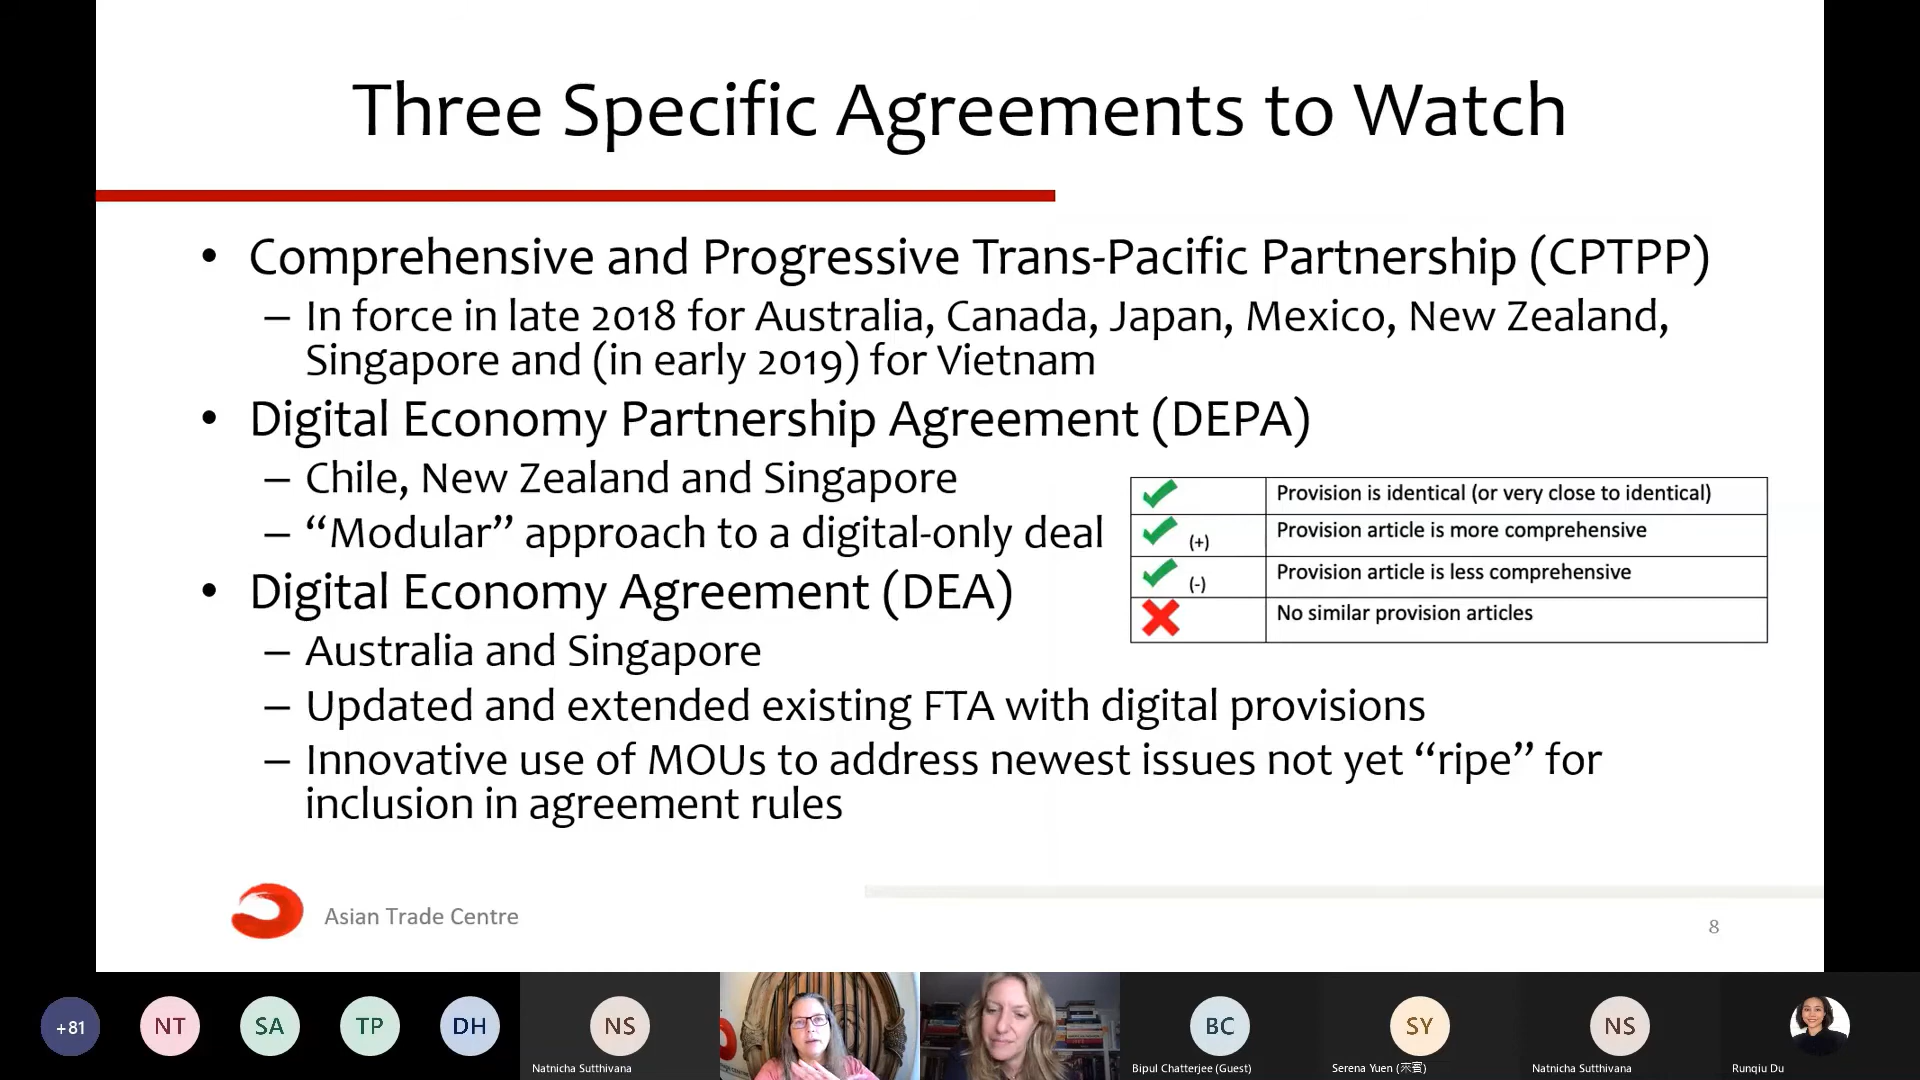 Three Specific Agreements to Watch
• Comprehensive and Progressive Trans-Pacific Partnership (CPTPP)
– In force in late 2018 for Australia, Canada, Japan, Mexico, New Zealand,
Singapore and (in early 2019) for Vietnam
• Digital Economy Partnership Agreement (DEPA)
– Chile, New Zealand and Singapore
– “Modular” approach to a digital-only deal
• Digital Economy Agreement (DEA)
– Australia and Singapore
– Updated and extended existing FTA with digital provisions
– Innovative use of MOUs to address newest issues not yet “ripe” for
inclusion in agreement rules
Provision is identical (or very close to identical)
(+) Provision article is more comprehensive
(-) Provision article is less comprehensive
No similar provision articles
Asian Trade Centre
8
+81
NT
SA
TP
DH
NS
BC
SY
NS
Natnicha Sutthivana
Bipul Chatterjee (Guest)
Serena Yuen
Natnicha Sutthivana
Runqiu Du